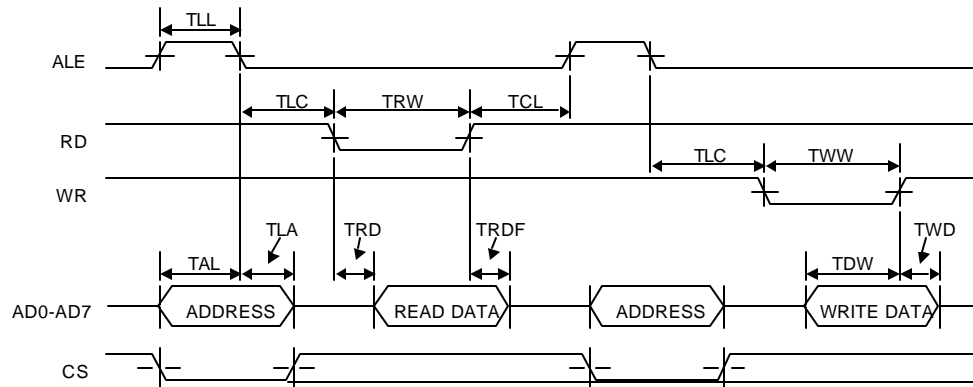 TLL
ALE
TLC TRW TCL
RD
TLC TWW
WR
TLA TRD TRDF TWD
TAL TDW
AD0-AD7 ADDRESS READ DATA ADDRESS WRITE DATA
CS